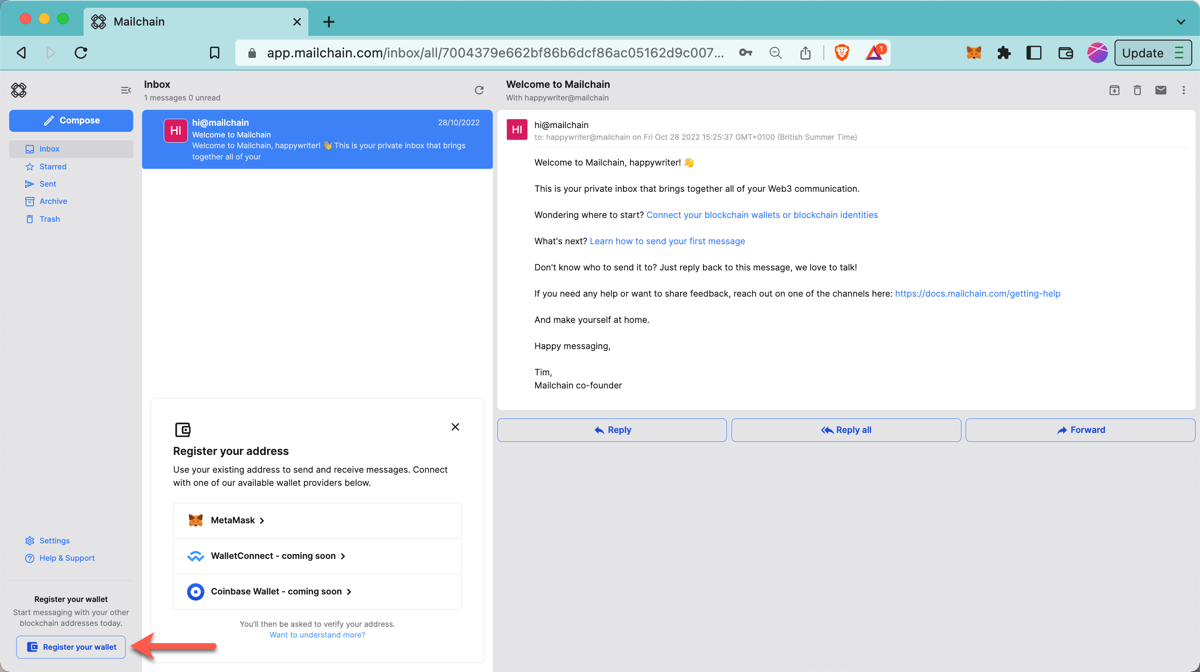 Mailchain
app.mailchain.com/inbox/all/7004379e662bf86b6dcf86ac05162d9c007...
1
Update
Compose
Inbox
Starred
Sent
Archive
Trash
Settings
Help & Support
Register your wallet
Start messaging with your other
blockchain addresses today.
Register your wallet
Inbox
1 messages 0 unread
HI
hi@mailchain
28/10/2022
Welcome to Mailchain
Welcome to Mailchain, happywriter! 👋 This is your private inbox that brings
together all of your
Register your address
Use your existing address to send and receive messages. Connect
with one of our available wallet providers below.
MetaMask
WalletConnect - coming soon
Coinbase Wallet - coming soon
You'll then be asked to verify your address.
Want to understand more?
Welcome to Mailchain
With happywriter@mailchain
HI
hi@mailchain
to: happywriter@mailchain on Fri Oct 28 2022 15:25:37 GMT+0100 (British Summer Time)
Welcome to Mailchain, happywriter! 👋
This is your private inbox that brings together all of your Web3 communication.
Wondering where to start? Connect your blockchain wallets or blockchain identities
What's next? Learn how to send your first message
Don't know who to send it to? Just reply back to this message, we love to talk!
If you need any help or want to share feedback, reach out on one of the channels here: https://docs.mailchain.com/getting-help
And make yourself at home.
Happy messaging,
Tim,
Mailchain co-founder
Reply
Reply all
Forward